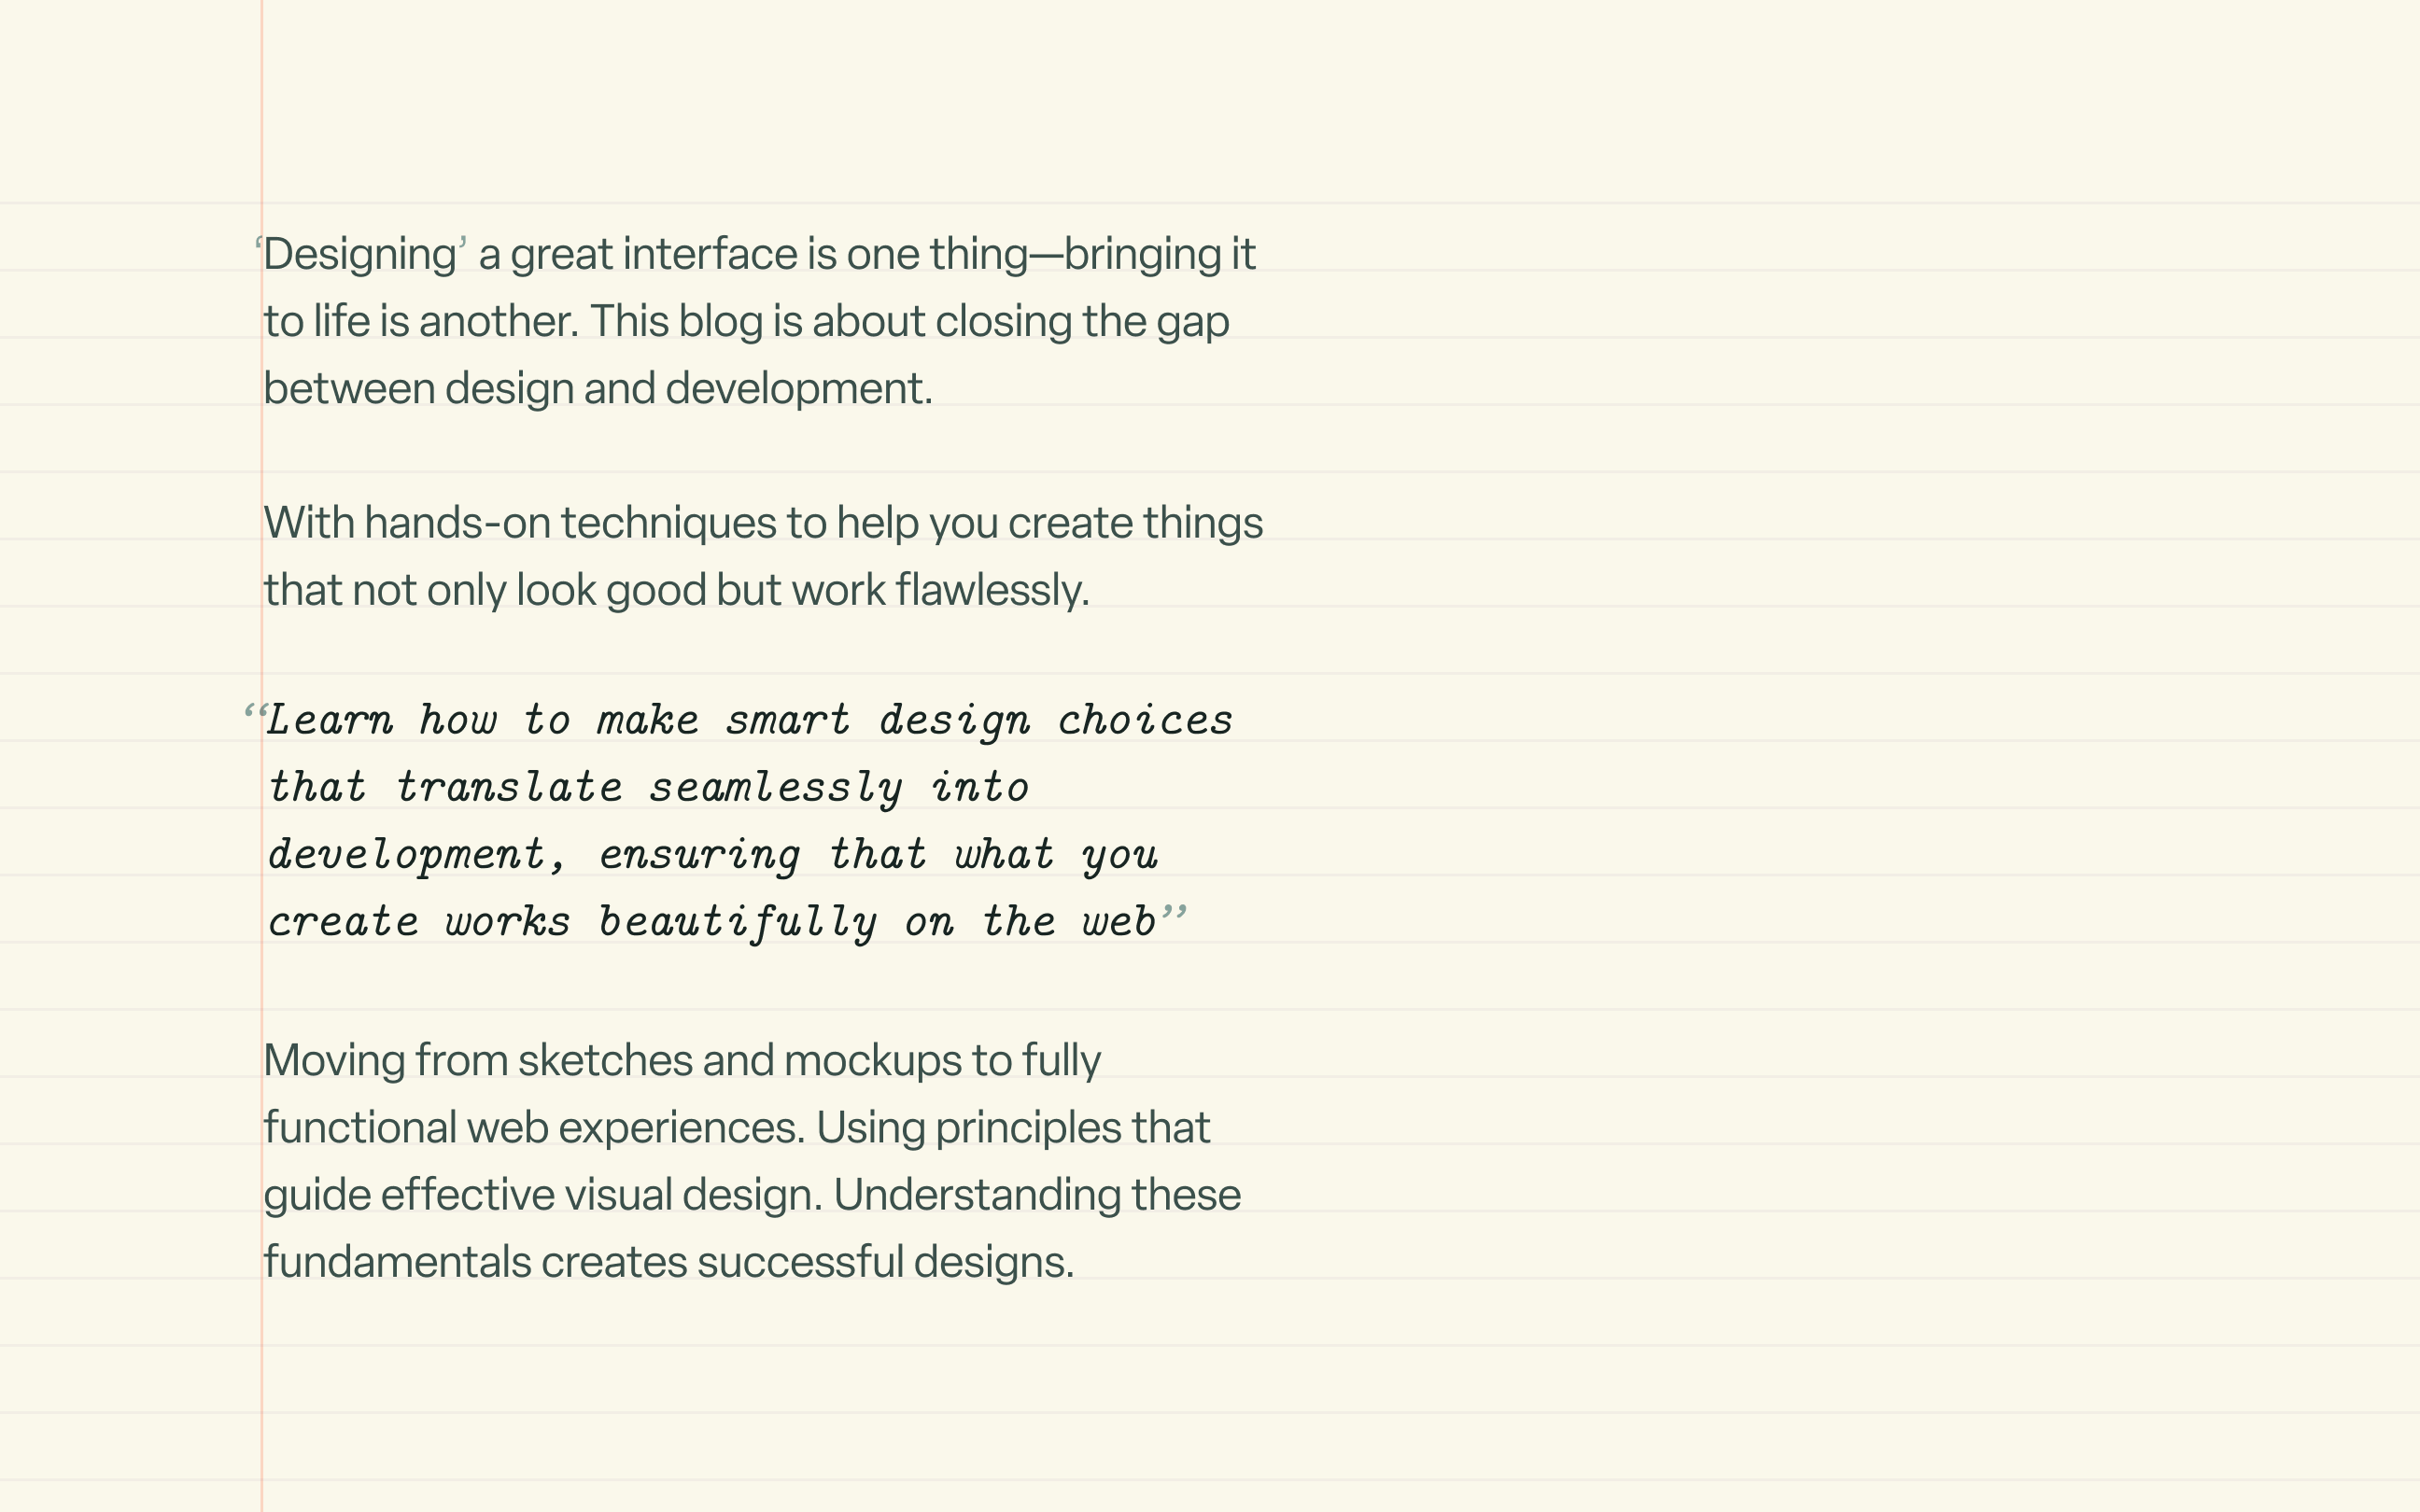 ‘Designing’ a great interface is one thing—bringing it
to life is another. This blog is about closing the gap
between design and development.
With hands-on techniques to help you create things
that not only look good but work flawlessly.
“Learn how to make smart design choices
that translate seamlessly into
development, ensuring that what you
create works beautifully on the web”
Moving from sketches and mockups to fully
functional web experiences. Using principles that
guide effective visual design. Understanding these
fundamentals creates successful designs.